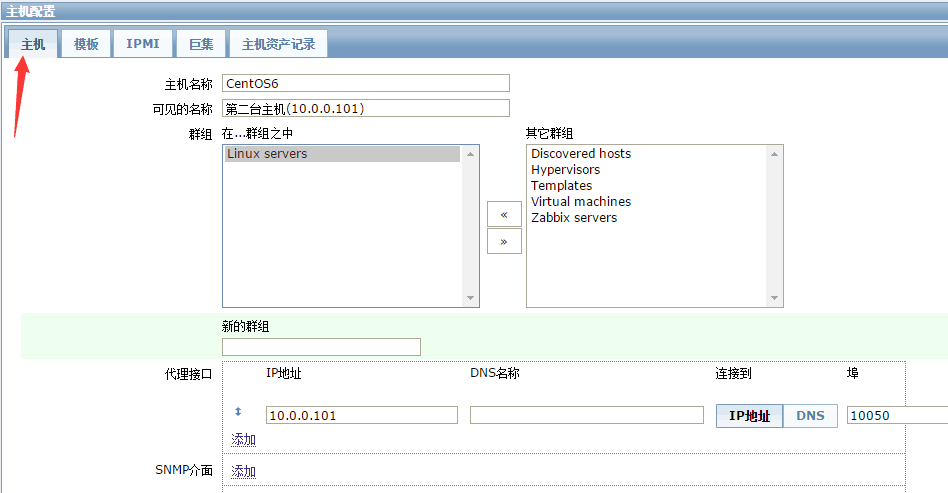 主机配置
主机 模板 IPMI 巨集 主机资产记录
主机名称 CentOS6
可见的名称 第二台主机(10.0.0.101)
群组 在...群组之中 其它群组
Linux servers Discovered hosts
Hypervisors
Templates
Virtual machines
Zabbix servers
«
»
新的群组
代理接口 IP地址 DNS名称 连接到 埠
10.0.0.101 IP地址 DNS 10050
添加
SNMP介面 添加